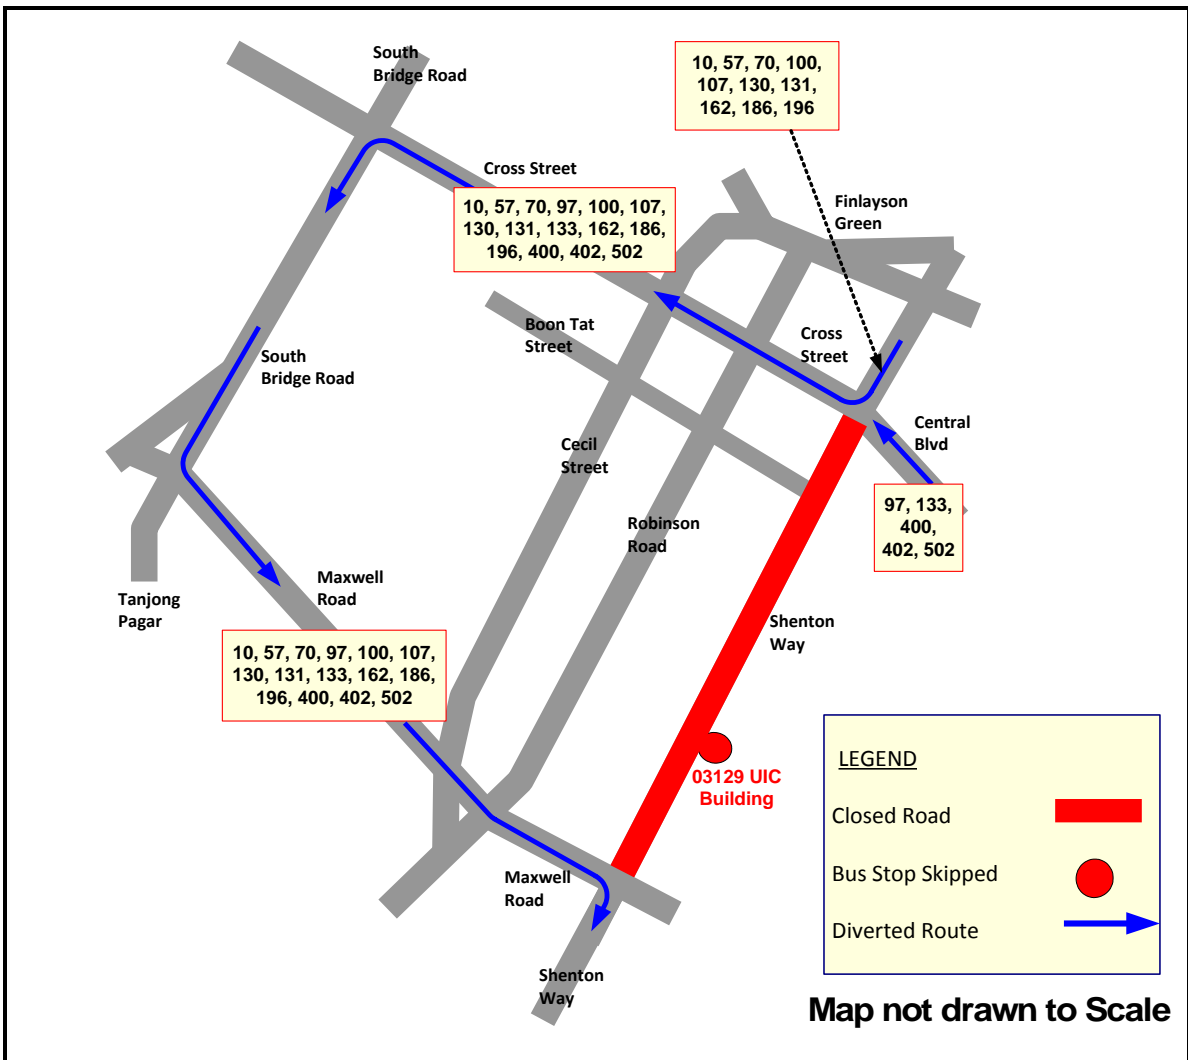 South
Bridge Road
10, 57, 70, 100,
107, 130, 131,
162, 186, 196
Cross Street
10, 57, 70, 97, 100, 107,
130, 131, 133, 162, 186,
196, 400, 402, 502
Finlayson
Green
Boon Tat
Street
Cross
Street
South
Bridge Road
Central
Blvd
Cecil
Street
97, 133,
400,
402, 502
Robinson
Road
Tanjong
Pagar
Maxwell
Road
Shenton
Way
10, 57, 70, 97, 100, 107,
130, 131, 133, 162, 186,
196, 400, 402, 502
03129 UIC
Building
LEGEND
Closed Road
Bus Stop Skipped
Diverted Route
Maxwell
Road
Shenton
Way
Map not drawn to Scale